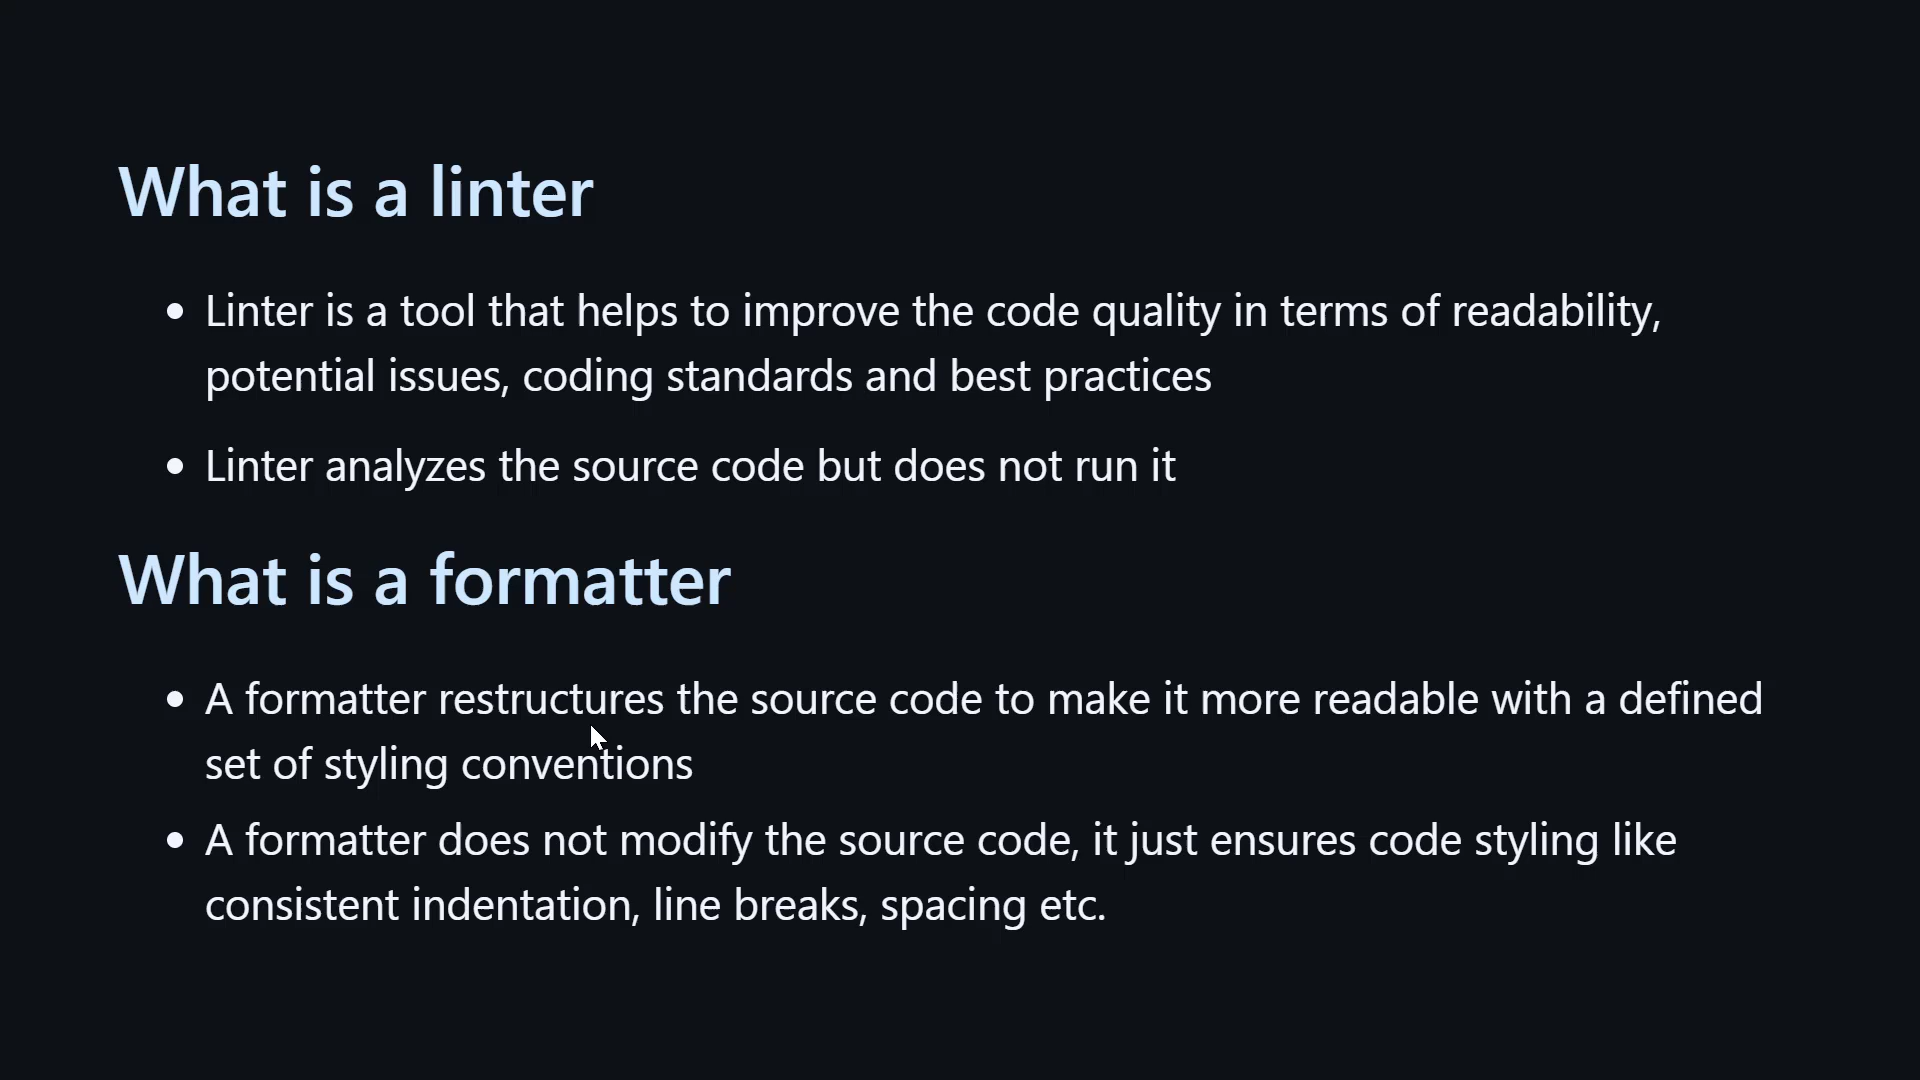 What is a linter
• Linter is a tool that helps to improve the code quality in terms of readability,
potential issues, coding standards and best practices
• Linter analyzes the source code but does not run it
What is a formatter
• A formatter restructures the source code to make it more readable with a defined
set of styling conventions
• A formatter does not modify the source code, it just ensures code styling like
consistent indentation, line breaks, spacing etc.